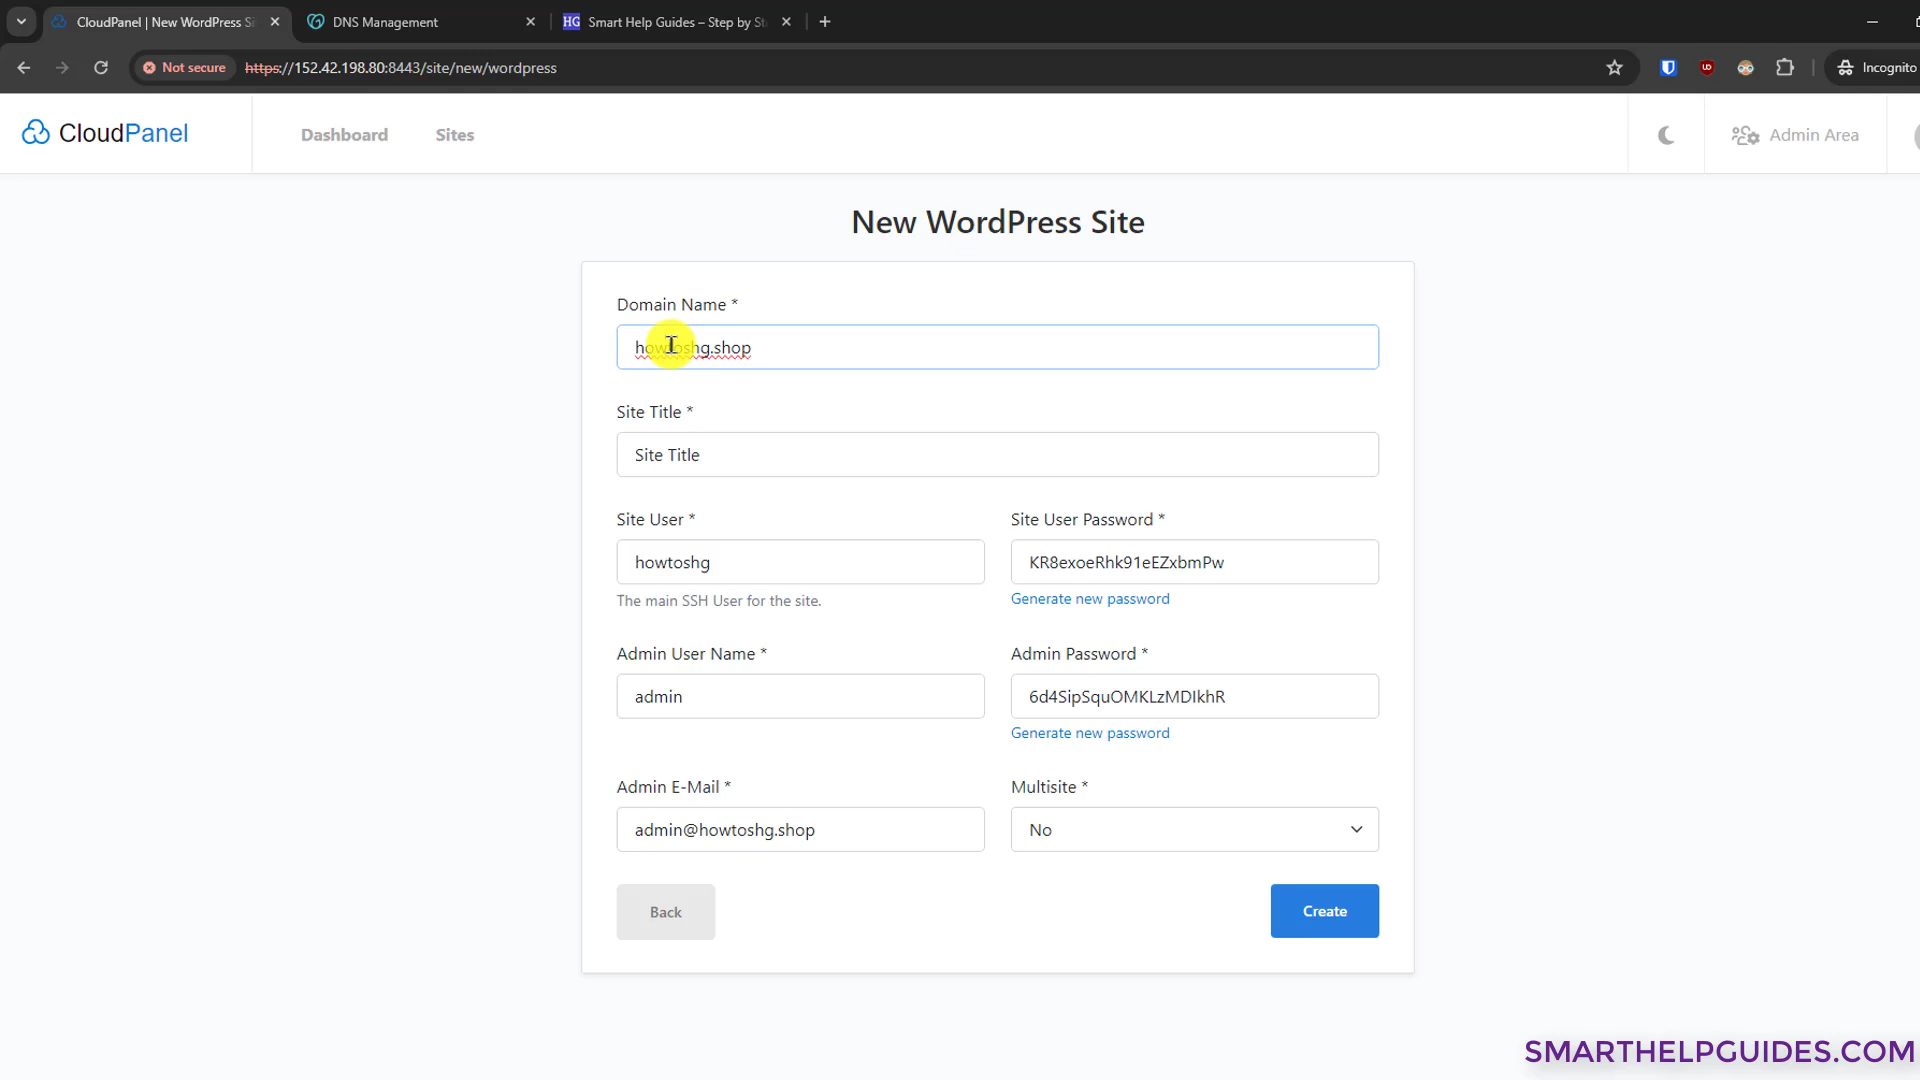 CloudPanel | New WordPress Si
DNS Management
HG Smart Help Guides – Step by St
Not secure https://152.42.198.80:8443/site/new/wordpress
Incognito
CloudPanel
Dashboard
Sites
Admin Area
New WordPress Site
Domain Name *
howtoshg.shop
Site Title *
Site Title
Site User *
Site User Password *
howtoshg
KR8exoeRhk91eEZxbmPw
The main SSH User for the site.
Generate new password
Admin User Name *
Admin Password *
admin
6d4SipSquOMKLzMDIkhR
Generate new password
Admin E-Mail *
Multisite *
admin@howtoshg.shop
No
Back
Create
SMARTHELPGUIDES.COM